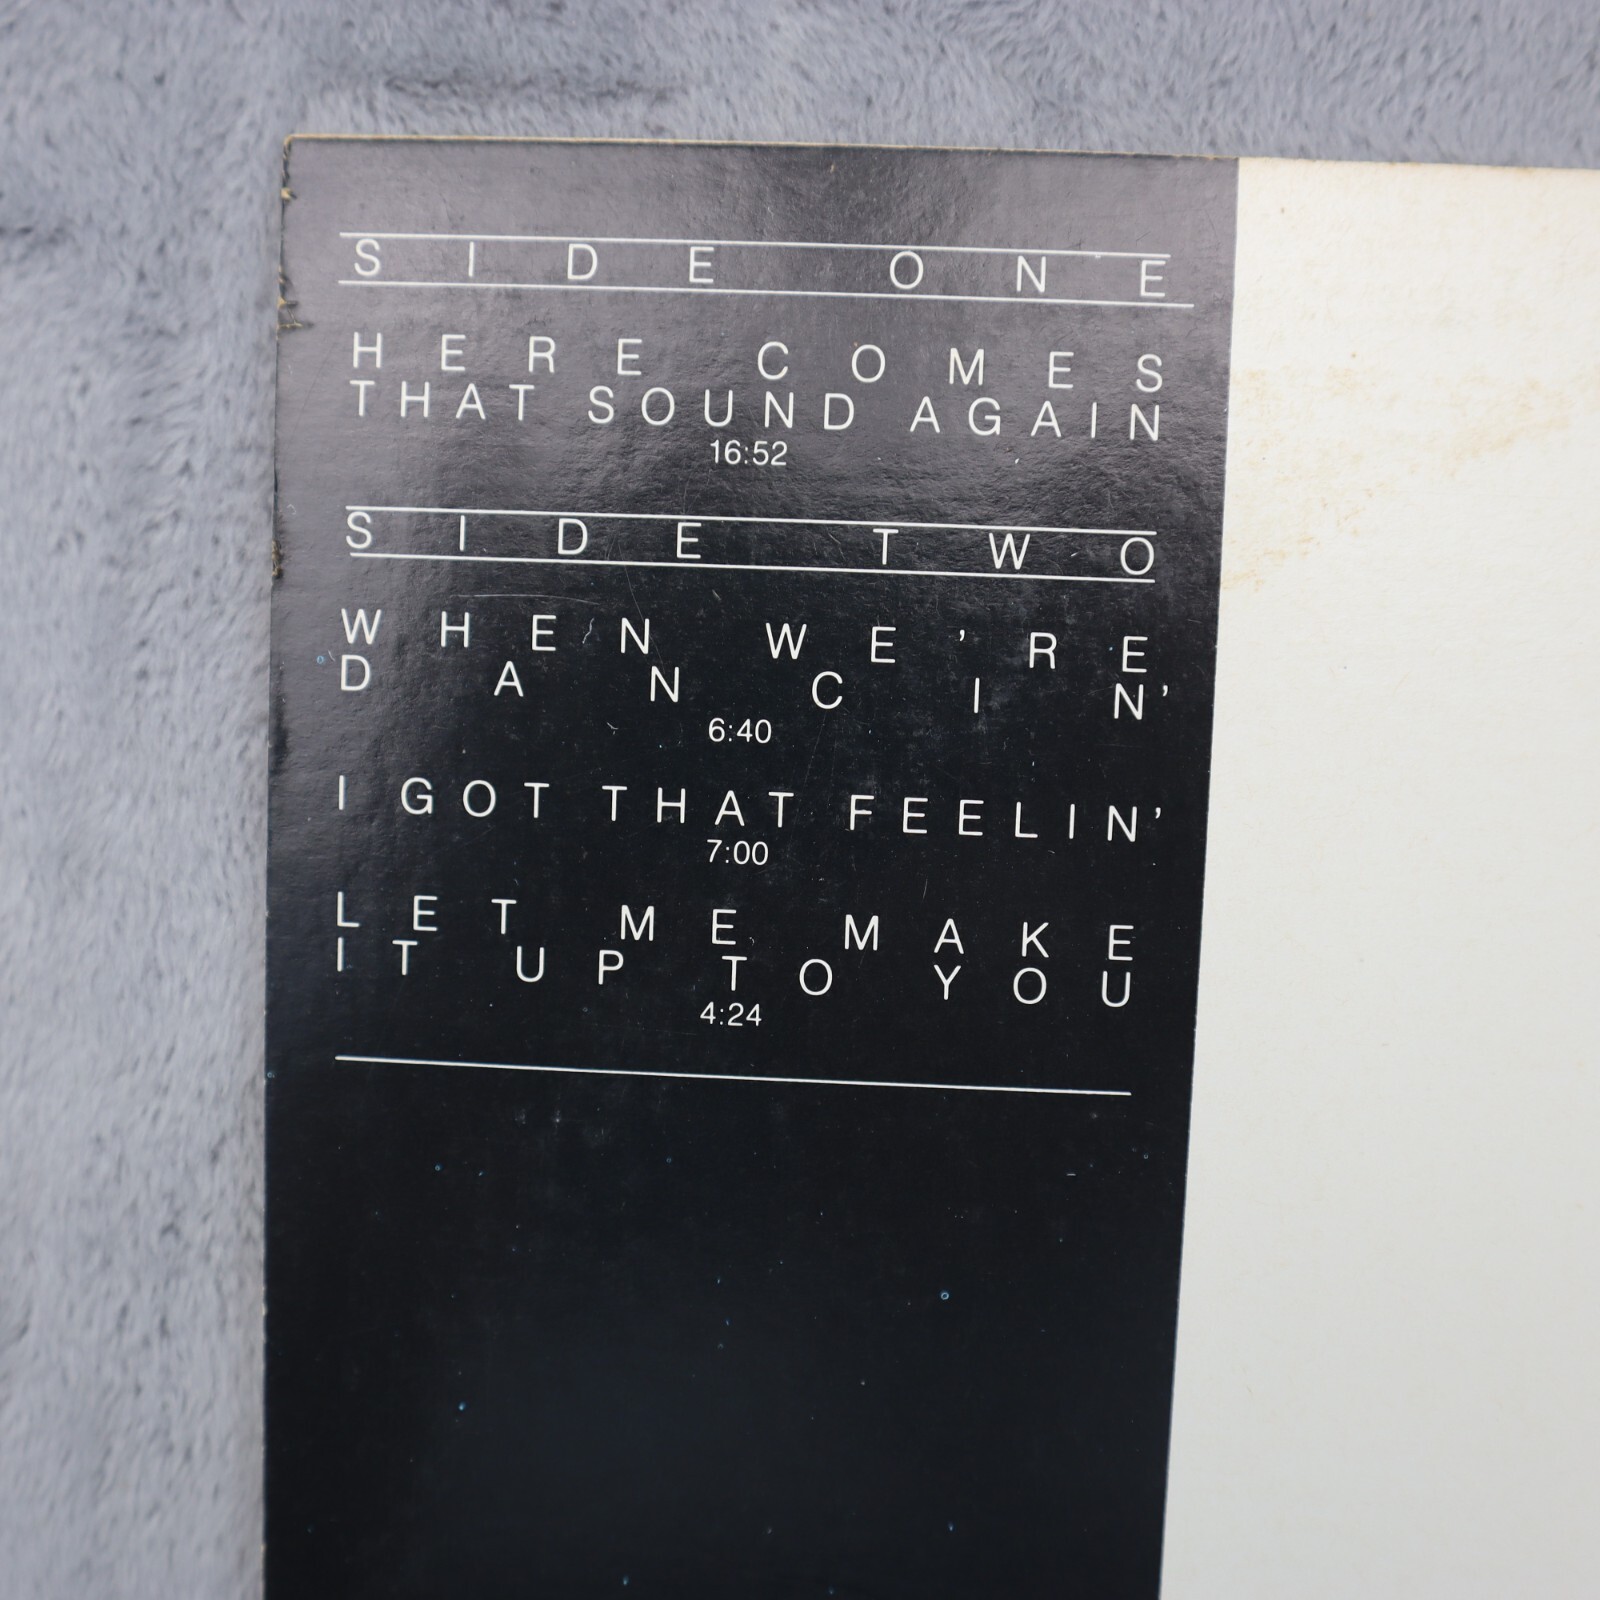 SIDE ONE
HERE COMES
THAT SOUND AGAIN
16:52
SIDE TWO
WHEN WE'RE
DANCIN'
6:40
I GOT THAT FEELIN'
7:00
LET ME MAKE
IT UP TO YOU
4:24